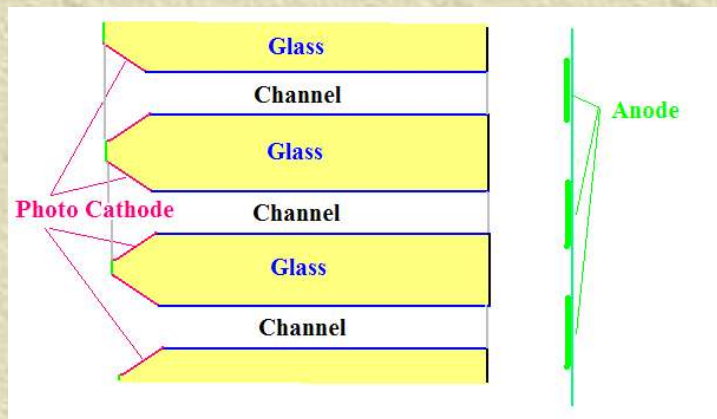 Glass
Channel
Anode
Glass
Photo Cathode
Channel
Glass
Channel